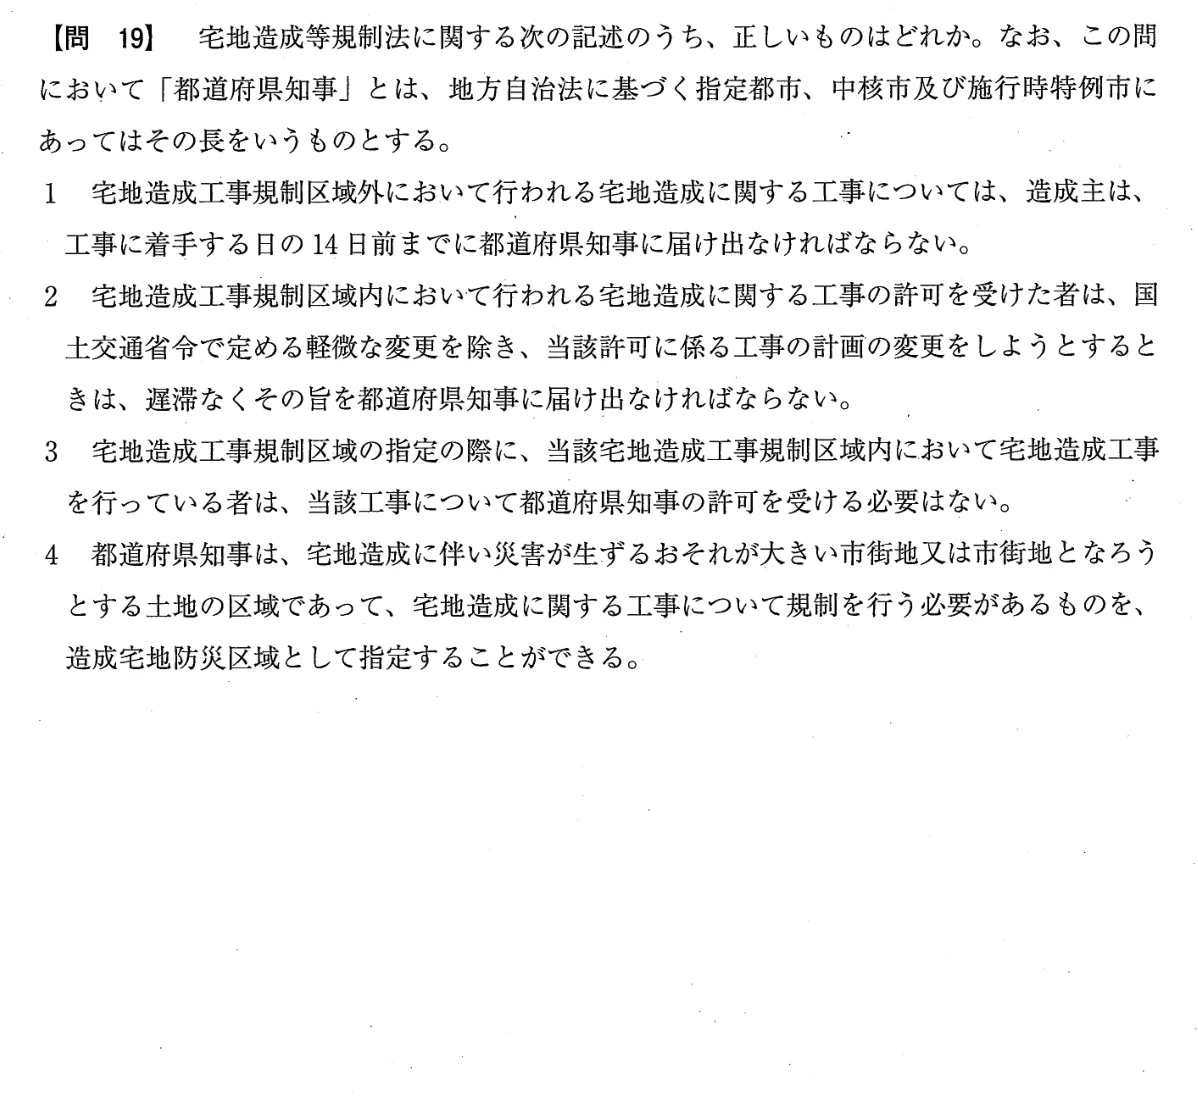 【問 19】 宅地造成等規制法に関する次の記述のうち、正しいものはどれか。なお、この問
において「都道府県知事」とは、地方自治法に基づく指定都市、中核市及び施行時特例市に
あってはその長をいうものとする。
1 宅地造成工事規制区域外において行われる宅地造成に関する工事については、造成主は、
工事に着手する日の 14 日前までに都道府県知事に届け出なければならない。
2 宅地造成工事規制区域内において行われる宅地造成に関する工事の許可を受けた者は、国
土交通省令で定める軽微な変更を除き、当該許可に係る工事の計画の変更をしようとすると
きは、遅滞なくその旨を都道府県知事に届け出なければならない。
3 宅地造成工事規制区域の指定の際に、当該宅地造成工事規制区域内において宅地造成工事
を行っている者は、当該工事について都道府県知事の許可を受ける必要はない。
4 都道府県知事は、宅地造成に伴い災害が生ずるおそれが大きい市街地又は市街地となろう
とする土地の区域であって、宅地造成に関する工事について規制を行う必要があるものを、
造成宅地防災区域として指定することができる。